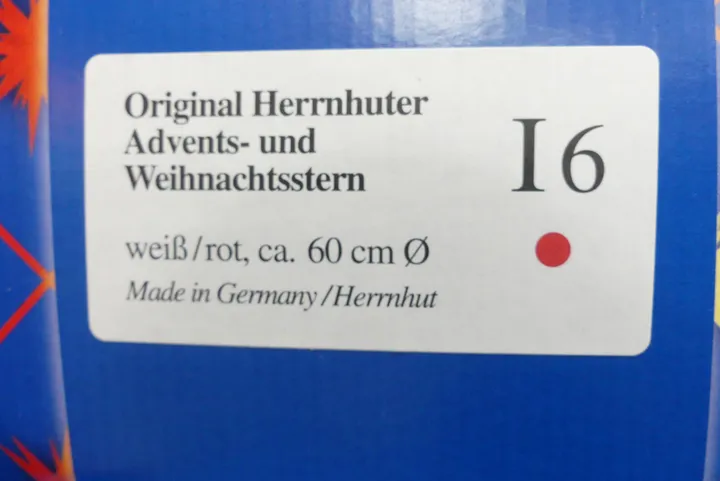 Original Herrnhuter
Advents- und
Weihnachtsstern
I6
weiß/rot, ca. 60 cm Ø
Made in Germany/Herrnhut